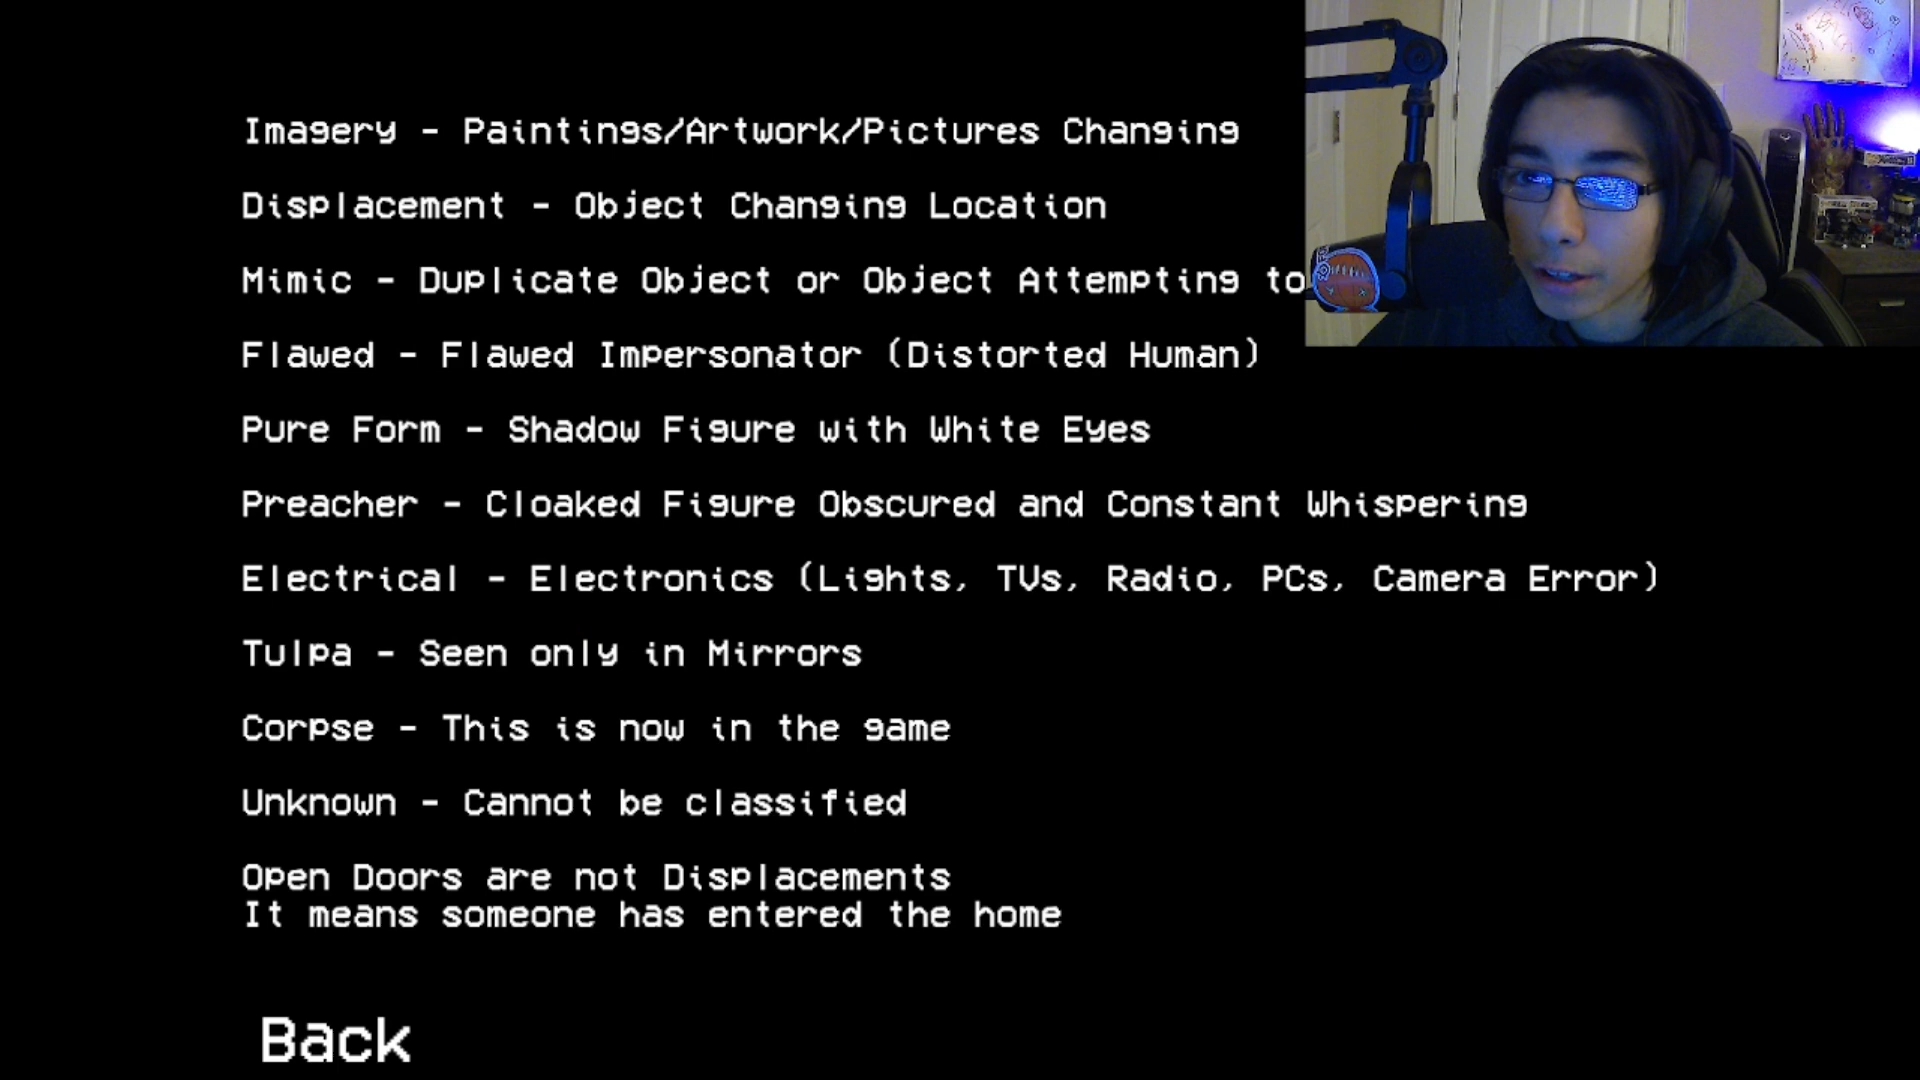 Imagery - Paintings/Artwork/Pictures Changing
Displacement - Object Changing Location
Mimic - Duplicate Object or Object Attempting to
Flawed - Flawed Impersonator (Distorted Human)
Pure Form - Shadow Figure with White Eyes
Preacher - Cloaked Figure Obscured and Constant Whispering
Electrical - Electronics (Lights, TVs, Radio, PCs, Camera Error)
Tulpa - Seen only in Mirrors
Corpse - This is now in the game
Unknown - Cannot be classified
Open Doors are not Displacements
It means someone has entered the home
Back